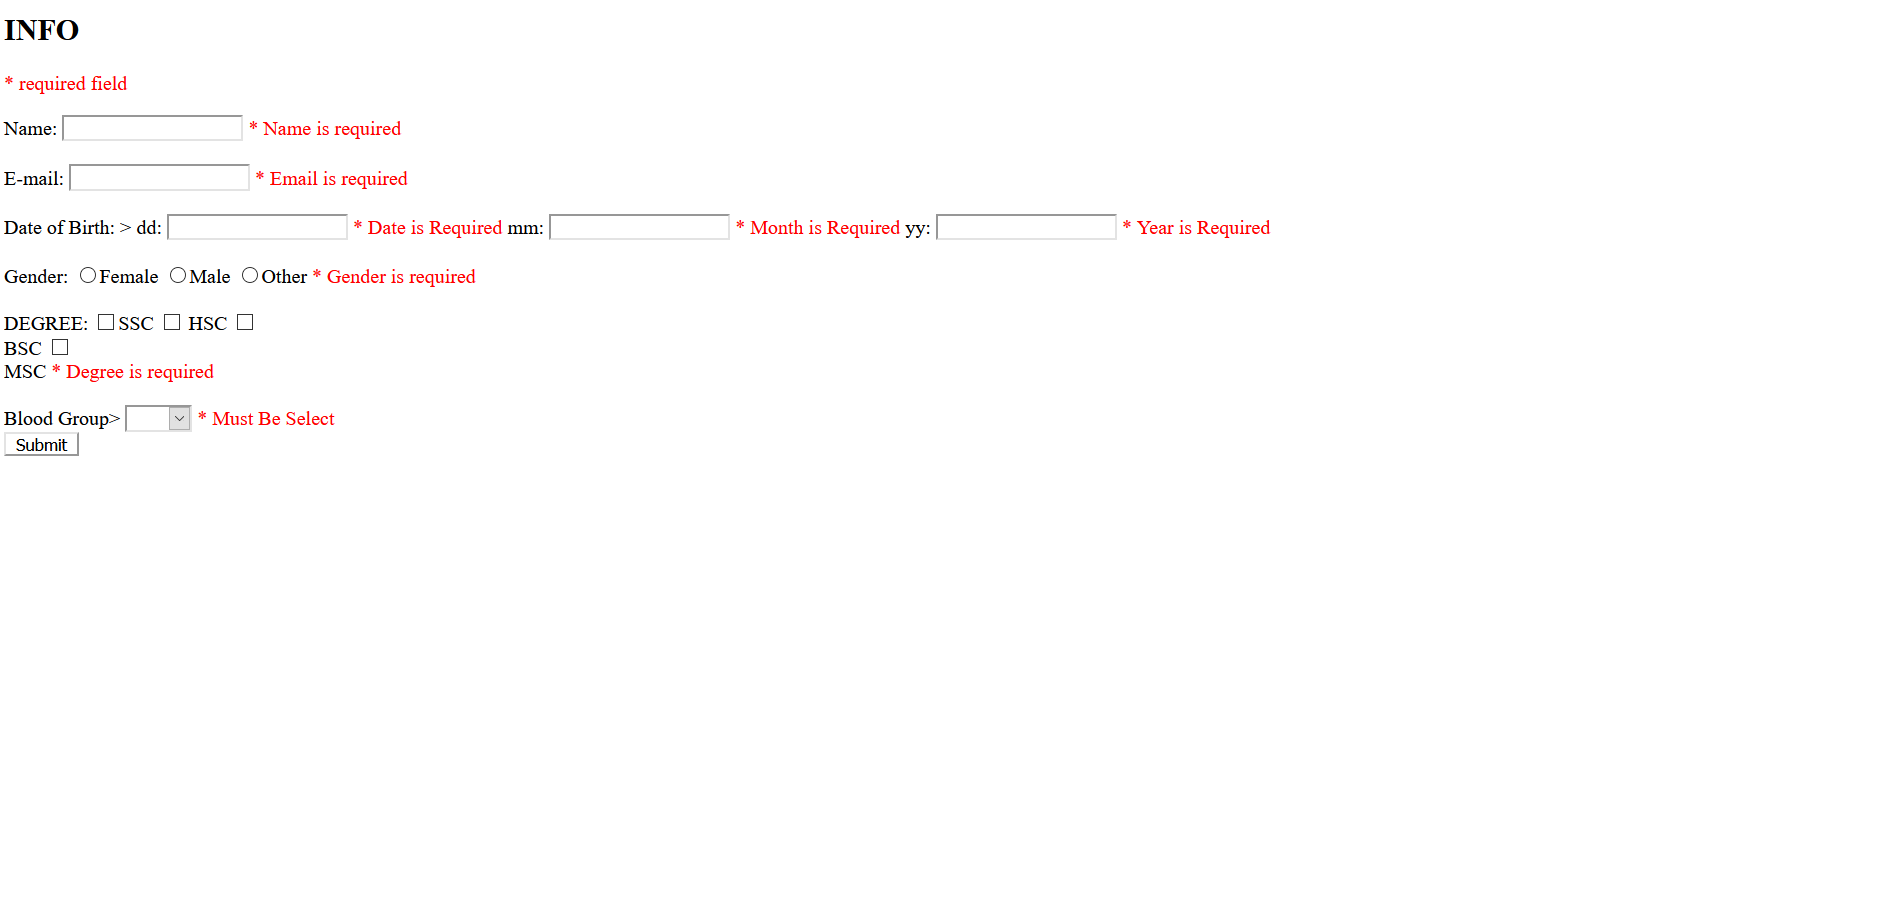 INFO
* required field
Name: * Name is required
E-mail: * Email is required
Date of Birth: > dd: * Date is Required mm: * Month is Required yy: * Year is Required
Gender: Female Male Other * Gender is required
DEGREE: SSC HSC
BSC
MSC * Degree is required
Blood Group> * Must Be Select
Submit